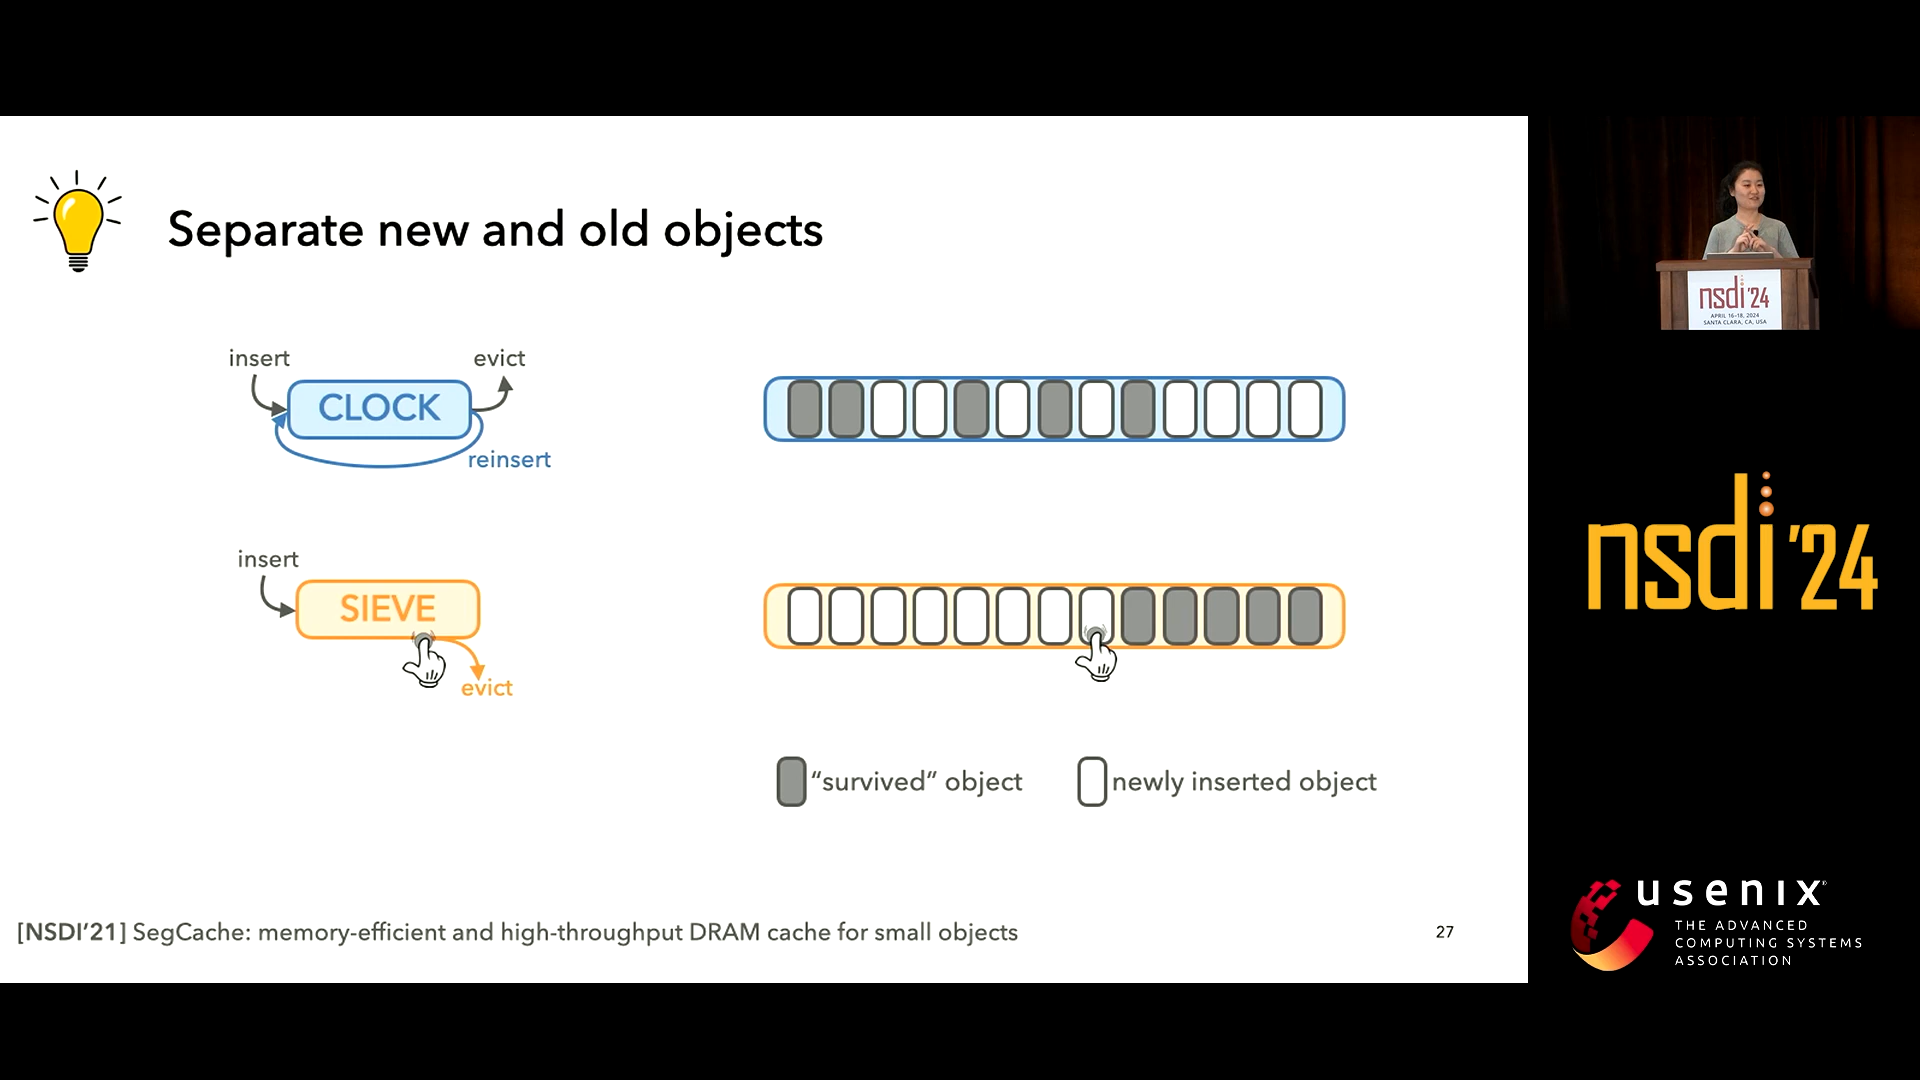 Separate new and old objects
insert
evict
CLOCK
reinsert
insert
SIEVE
evict
“survived” object
newly inserted object
[NSDI’21] SegCache: memory-efficient and high-throughput DRAM cache for small objects
27
nsdi ’24
APRIL 16–18, 2024
SANTA CLARA, CA, USA
nsdi ’24
usenix®
THE ADVANCED
COMPUTING SYSTEMS
ASSOCIATION